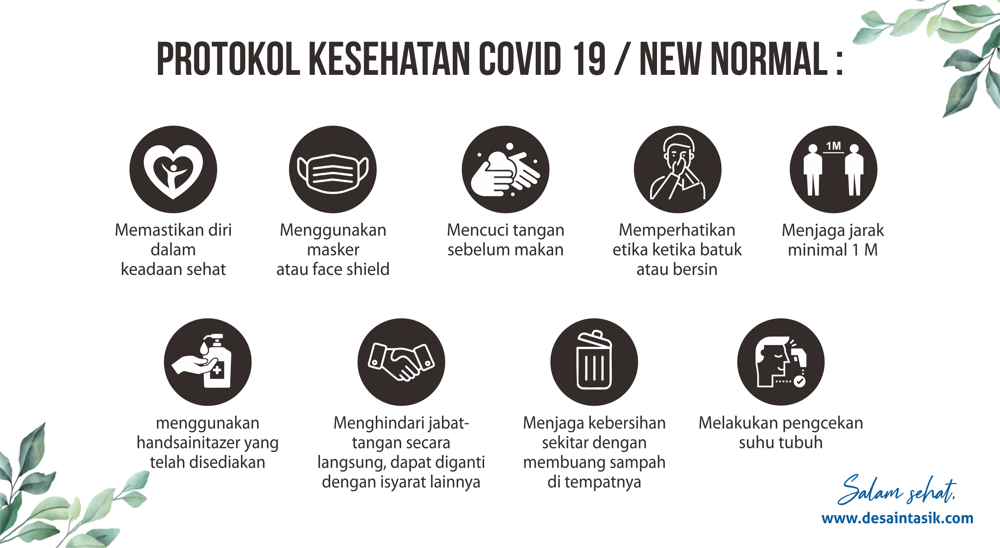 PROTOKOL KESEHATAN COVID 19 / NEW NORMAL :
1M
Memastikan diri
dalam
keadaan sehat
Menggunakan
masker
atau face shield
Mencuci tangan
sebelum makan
Memperhatikan
etika ketika batuk
atau bersin
Menjaga jarak
minimal 1 M
menggunakan
handsainitazer yang
telah disediakan
Menghindari jabat-
tangan secara
langsung, dapat diganti
dengan isyarat lainnya
Menjaga kebersihan
sekitar dengan
membuang sampah
di tempatnya
Melakukan pengcekan
suhu tubuh
Salam sehat,
www.desaintasik.com